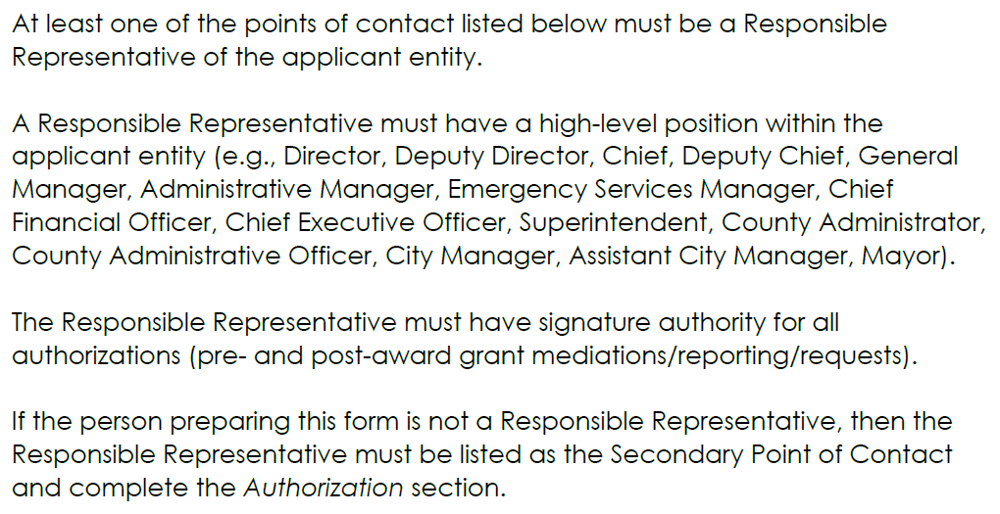 At least one of the points of contact listed below must be a Responsible
Representative of the applicant entity.
A Responsible Representative must have a high-level position within the
applicant entity (e.g., Director, Deputy Director, Chief, Deputy Chief, General
Manager, Administrative Manager, Emergency Services Manager, Chief
Financial Officer, Chief Executive Officer, Superintendent, County Administrator,
County Administrative Officer, City Manager, Assistant City Manager, Mayor).
The Responsible Representative must have signature authority for all
authorizations (pre- and post-award grant mediations/reporting/requests).
If the person preparing this form is not a Responsible Representative, then the
Responsible Representative must be listed as the Secondary Point of Contact
and complete the Authorization section.